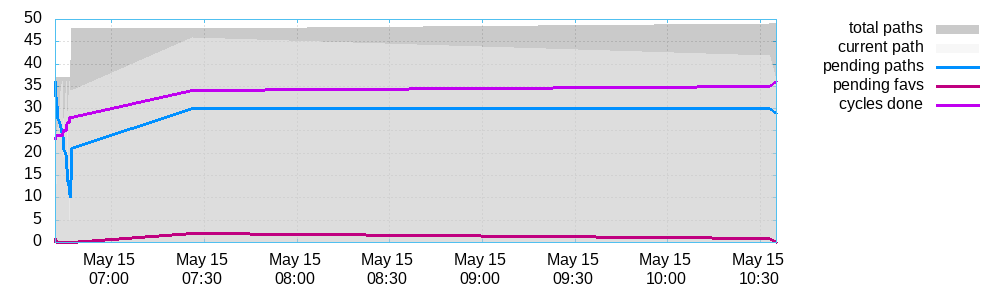 50
45
40
35
30
25
20
15
10
5
0
May 15 May 15 May 15 May 15 May 15 May 15 May 15 May 15
07:00 07:30 08:00 08:30 09:00 09:30 10:00 10:30
total paths
current path
pending paths
pending favs
cycles done